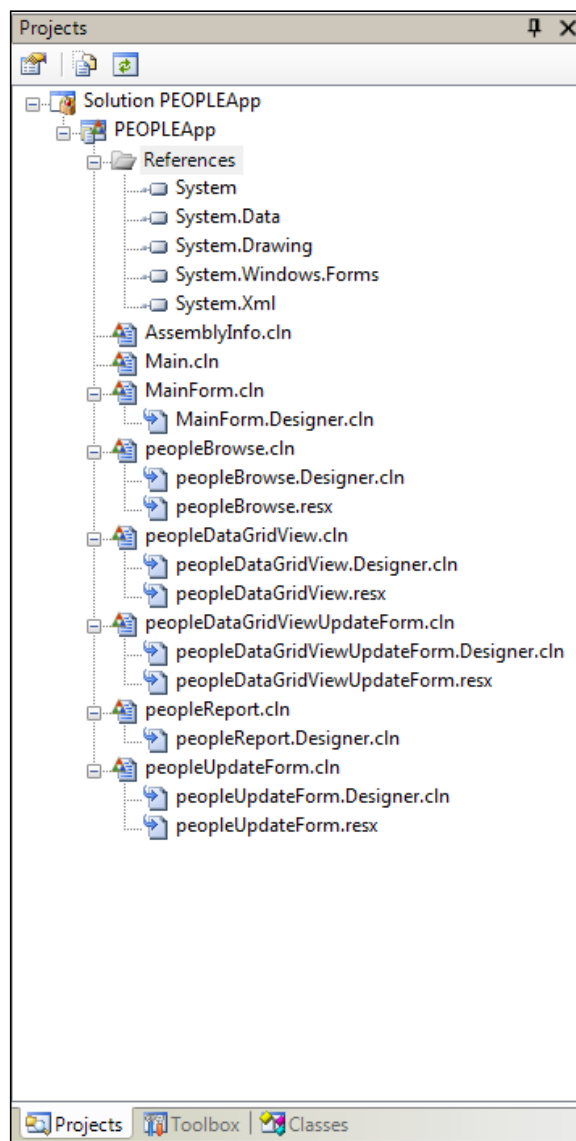 Projects
Solution PEOPLEApp
PEOPLEApp
References
System
System.Data
System.Drawing
System.Windows.Forms
System.Xml
AssemblyInfo.cln
Main.cln
MainForm.cln
MainForm.Designer.cln
peopleBrowse.cln
peopleBrowse.Designer.cln
peopleBrowse.resx
peopleDataGridView.cln
peopleDataGridView.Designer.cln
peopleDataGridView.resx
peopleDataGridViewUpdateForm.cln
peopleDataGridViewUpdateForm.Designer.cln
peopleDataGridViewUpdateForm.resx
peopleReport.cln
peopleReport.Designer.cln
peopleUpdateForm.cln
peopleUpdateForm.Designer.cln
peopleUpdateForm.resx
Projects Toolbox Classes